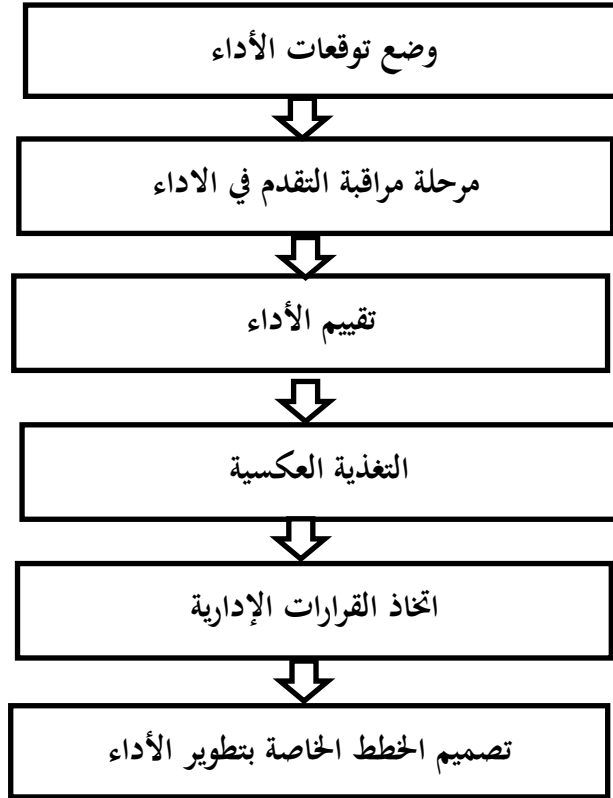 وضع توقعات الأداء
مرحلة مراقبة التقدم في الاداء
تقييم الأداء
التغذية العكسية
اتخاذ القرارات الإدارية
تصميم الخطط الخاصة بتطوير الأداء